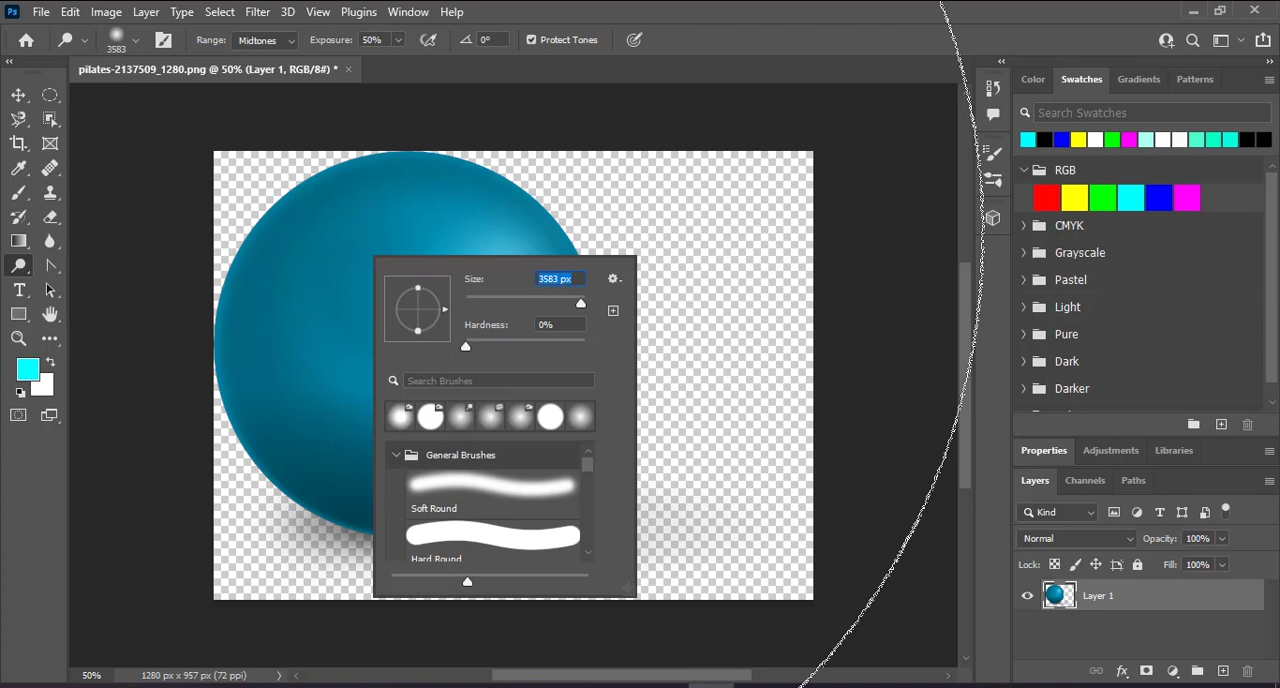 Ps File Edit Image Layer Type Select Filter 3D View Plugins Window Help
3583 Range: Midtones Exposure: 50% 0° Protect Tones
pilates-2137509_1280.png @ 50% (Layer 1, RGB/8#) * ×
Color Swatches Gradients Patterns
Search Swatches
RGB
CMYK
Grayscale
Pastel
Light
Pure
Dark
Darker
Size: 3583 px
Hardness: 0%
Search Brushes
General Brushes
Soft Round
Hard Round
Properties Adjustments Libraries
Layers Channels Paths
Kind
Normal Opacity: 100%
Lock: Fill: 100%
Layer 1
fx
50% 1280 px x 957 px (72 ppi)